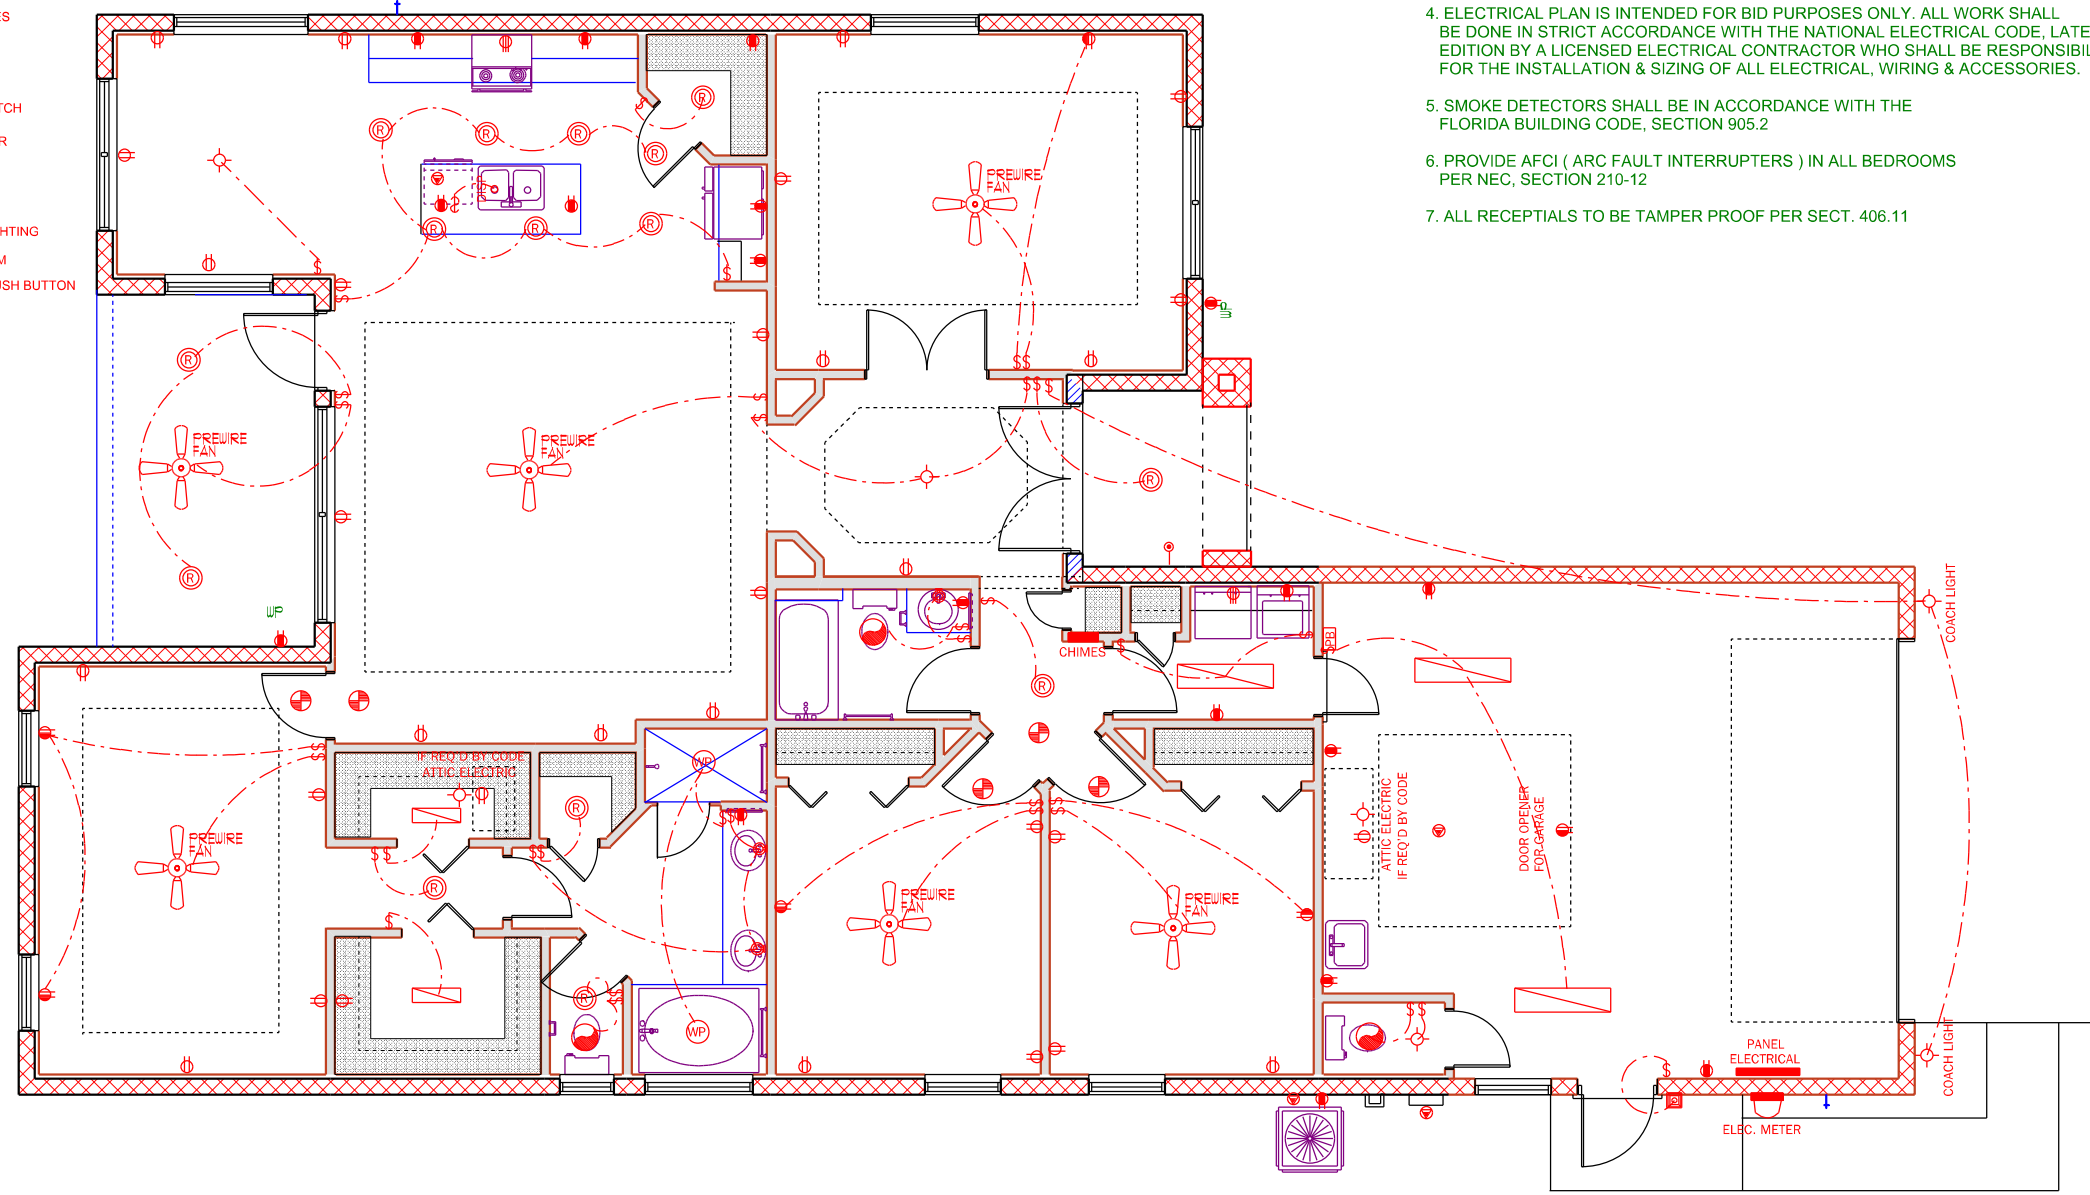 ES
TCH
R
HTING
M
USH BUTTON
4. ELECTRICAL PLAN IS INTENDED FOR BID PURPOSES ONLY. ALL WORK SHALL
BE DONE IN STRICT ACCORDANCE WITH THE NATIONAL ELECTRICAL CODE, LATE
EDITION BY A LICENSED ELECTRICAL CONTRACTOR WHO SHALL BE RESPONSIBIL
FOR THE INSTALLATION & SIZING OF ALL ELECTRICAL, WIRING & ACCESSORIES.
5. SMOKE DETECTORS SHALL BE IN ACCORDANCE WITH THE
FLORIDA BUILDING CODE, SECTION 905.2
6. PROVIDE AFCI ( ARC FAULT INTERRUPTERS ) IN ALL BEDROOMS
PER NEC, SECTION 210-12
7. ALL RECEPTIALS TO BE TAMPER PROOF PER SECT. 406.11
PREWIRE
FAN
DISP
PREWIRE
FAN
PREWIRE
FAN
WP
CHIMES
PB
COACH LIGHT
IF REQ'D BY CODE
ATTIC ELECTRIC
WP
PREWIRE
FAN
PREWIRE
FAN
PREWIRE
FAN
ATTIC ELECTRIC
IF REQ'D BY CODE
DOOR OPENER
FOR GARAGE
WP
PANEL
ELECTRICAL
COACH LIGHT
ELEC. METER